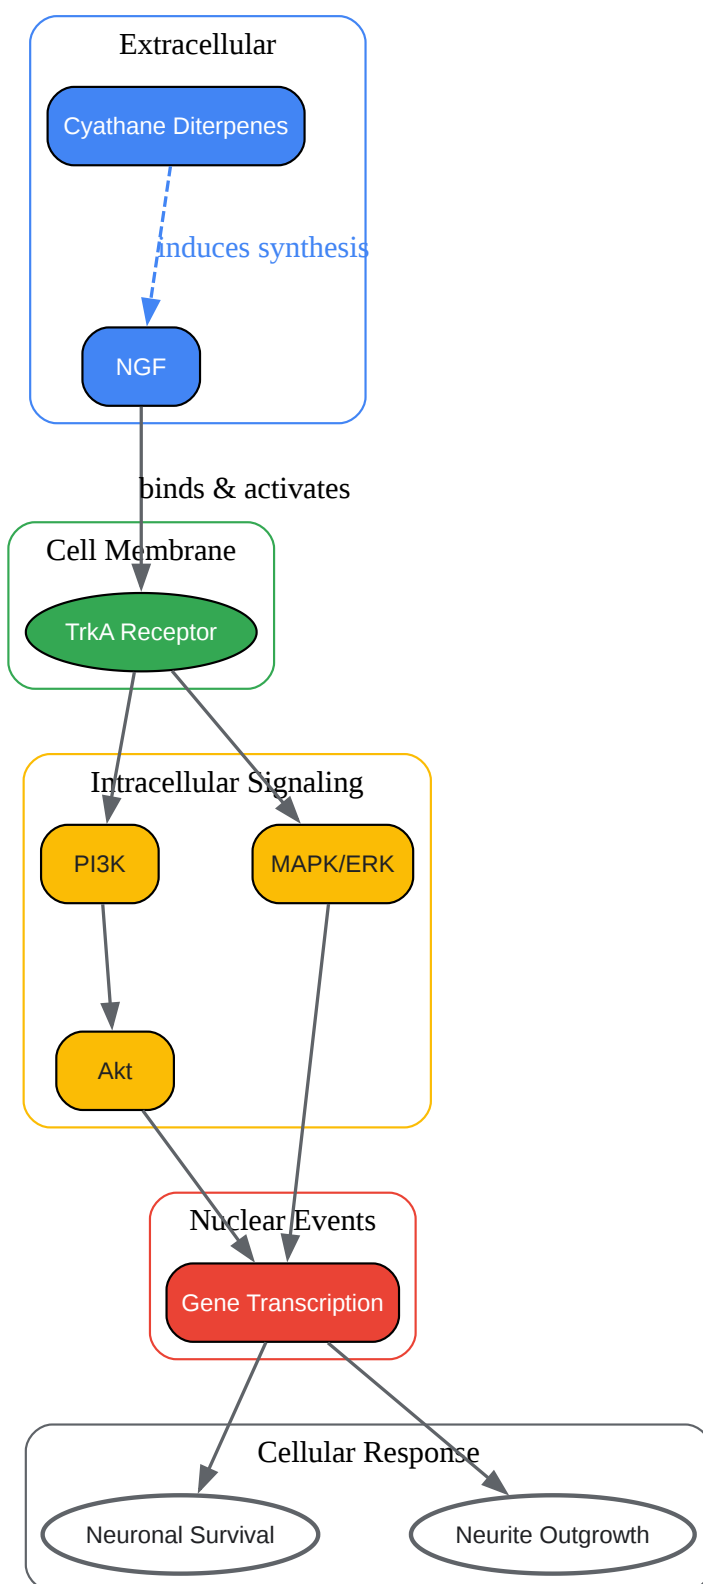 Extracellular
Cyathane Diterpenes
induces synthesis
NGF
binds & activates
Cell Membrane
TrkA Receptor
Intracellular Signaling
PI3K
MAPK/ERK
Akt
Nuclear Events
Gene Transcription
Cellular Response
Neuronal Survival
Neurite Outgrowth